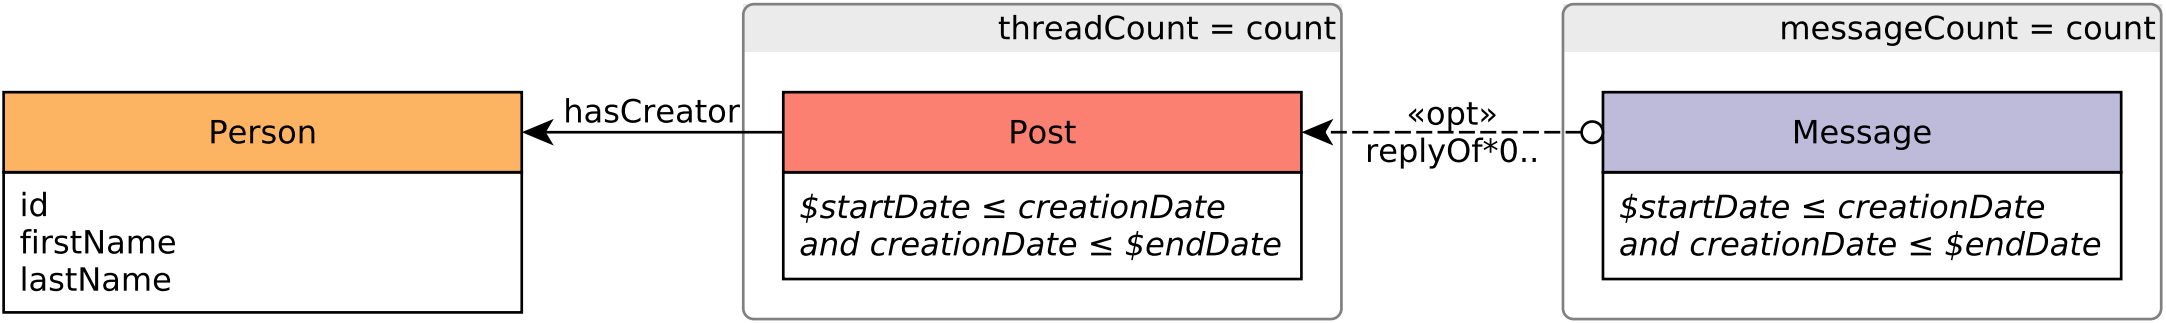 Person
id
firstName
lastName
hasCreator
threadCount = count
Post
$startDate ≤ creationDate
and creationDate ≤ $endDate
«opt»
replyOf*0..
messageCount = count
Message
$startDate ≤ creationDate
and creationDate ≤ $endDate